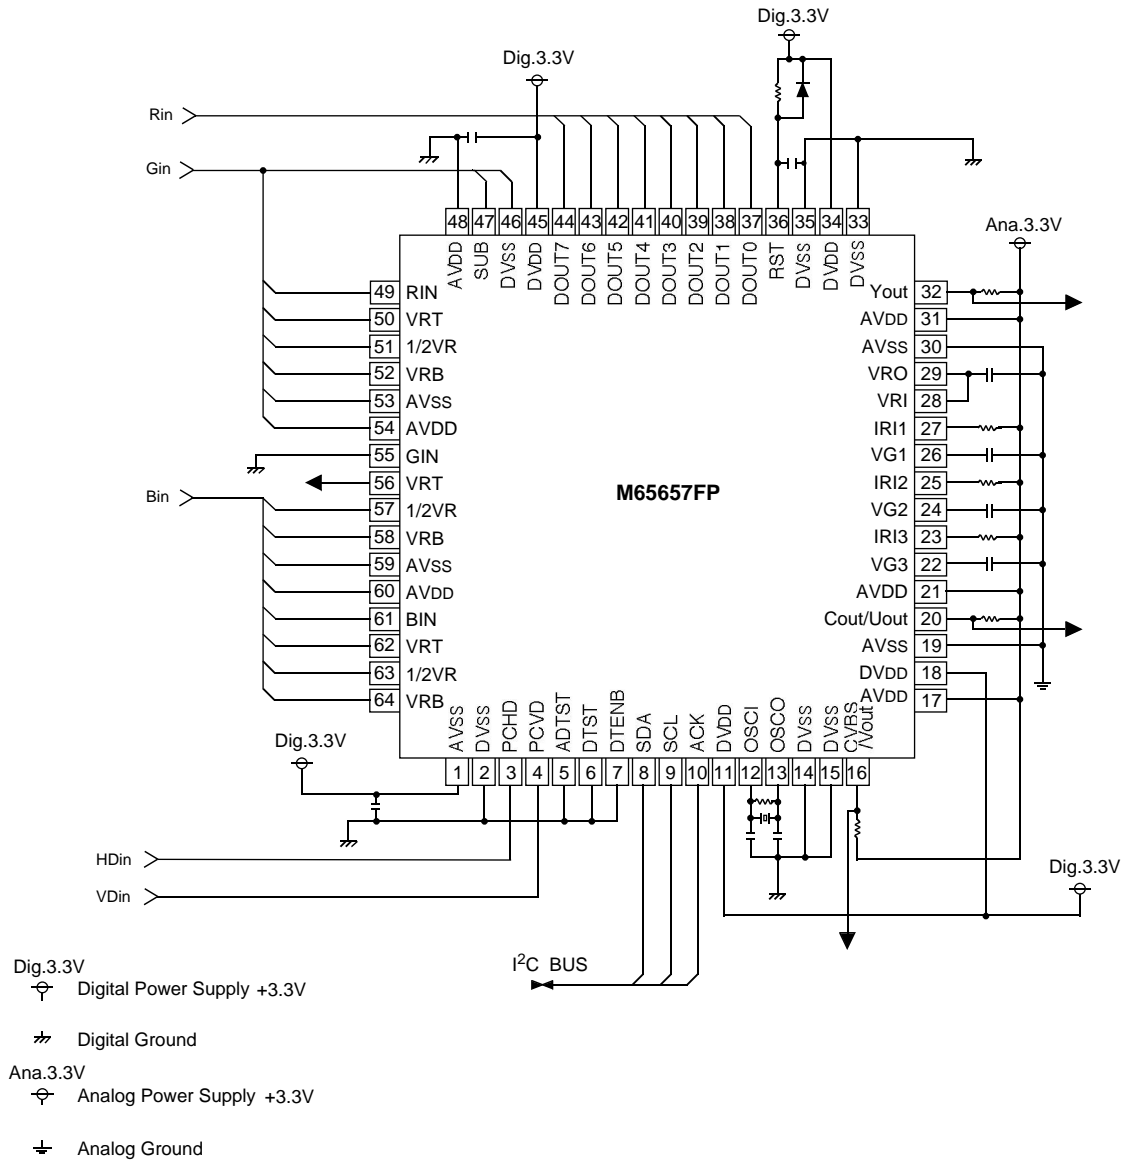 Dig.3.3V
Dig.3.3V
Rin
Gin
48 47 46 45 44 43 42 41 40 39 38 37 36 35 34 33
AVDD SUB DVSS DVDD DOUT7 DOUT6 DOUT5 DOUT4 DOUT3 DOUT2 DOUT1 DOUT0 RST DVSS DVDD DVSS
Ana.3.3V
49 RIN
50 VRT
51 1/2VR
52 VRB
53 AVSS
54 AVDD
55 GIN
56 VRT
Bin
57 1/2VR
58 VRB
59 AVSS
60 AVDD
61 BIN
62 VRT
63 1/2VR
64 VRB
M65657FP
Yout 32
AVDD 31
AVSS 30
VRO 29
VRI 28
IRI1 27
VG1 26
IRI2 25
VG2 24
IRI3 23
VG3 22
AVDD 21
Cout/Uout 20
AVSS 19
DVDD 18
AVDD 17
AVSS DVSS PCHD PCVD ADTST DTST DTENB SDA SCL ACK DVDD OSCI OSCO DVSS DVSS CVBS
/Vout
1 2 3 4 5 6 7 8 9 10 11 12 13 14 15 16
Dig.3.3V
HDin
VDin
Dig.3.3V
I2C BUS
Dig.3.3V
Digital Power Supply +3.3V
Digital Ground
Ana.3.3V
Analog Power Supply +3.3V
Analog Ground